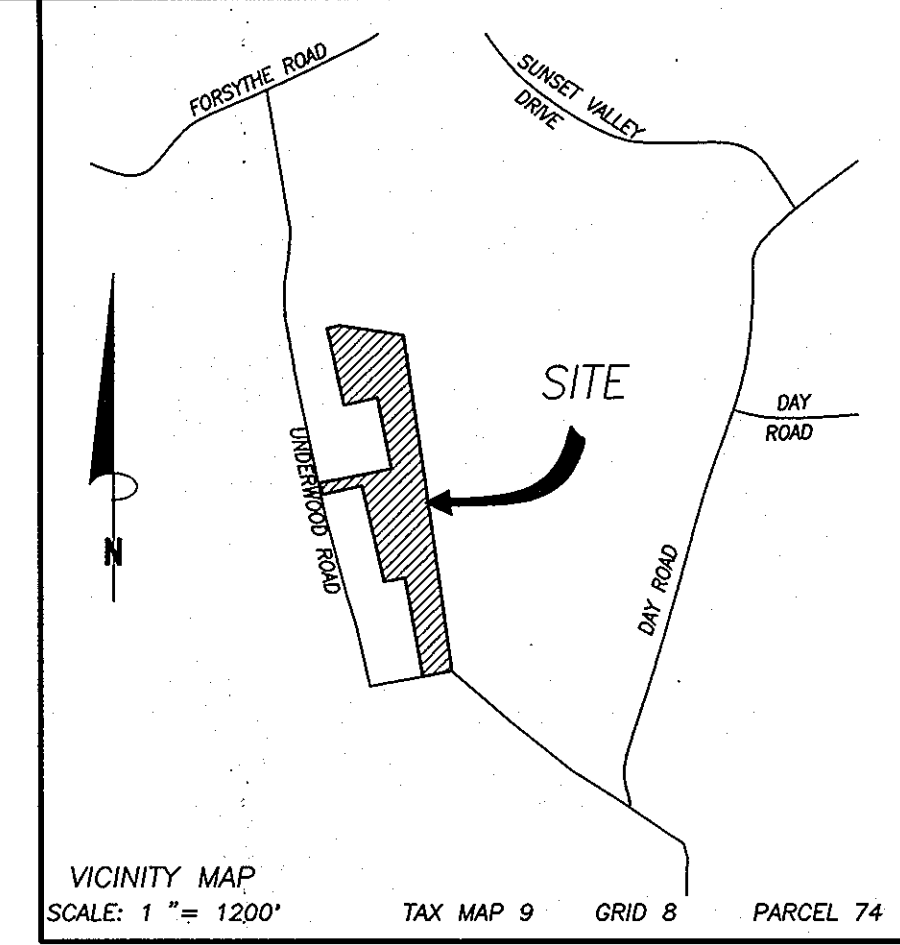 FORSYTHE ROAD
SUNSET VALLEY
DRIVE
SITE
DAY
ROAD
UNDERWOOD ROAD
N
DAY ROAD
VICINITY MAP
SCALE: 1 "= 1200'
TAX MAP 9 GRID 8 PARCEL 74